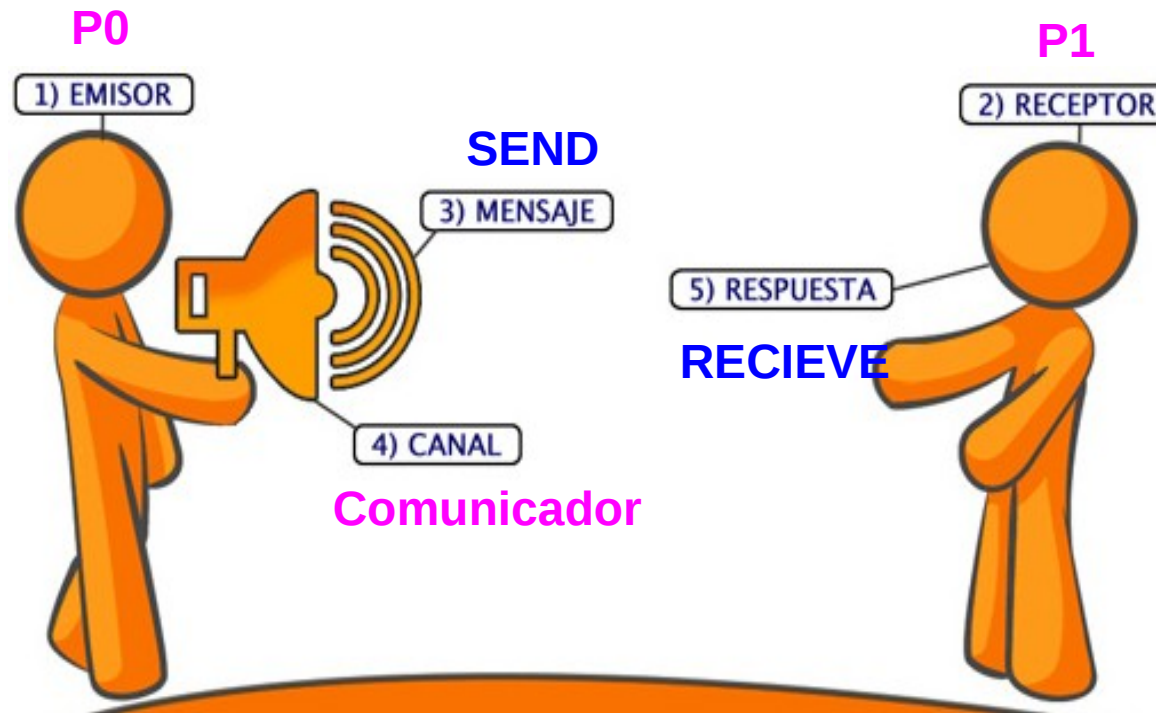 P0
P1
1) EMISOR
2) RECEPTOR
SEND
3) MENSAJE
5) RESPUESTA
RECIEVE
4) CANAL
Comunicador